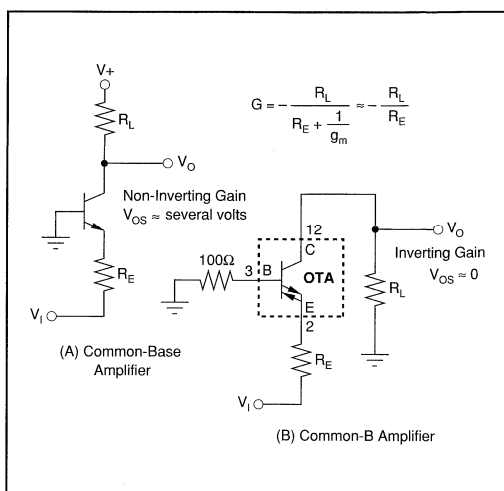 V+
R_L
V_O
Non-Inverting Gain
V_OS ≈ several volts
R_E
V_I
(A) Common-Base
Amplifier
G = – R_L / (R_E + 1/g_m) ≈ – R_L / R_E
12
C
V_O
100Ω
3
B
OTA
Inverting Gain
V_OS ≈ 0
R_L
E
2
R_E
V_I
(B) Common-B Amplifier